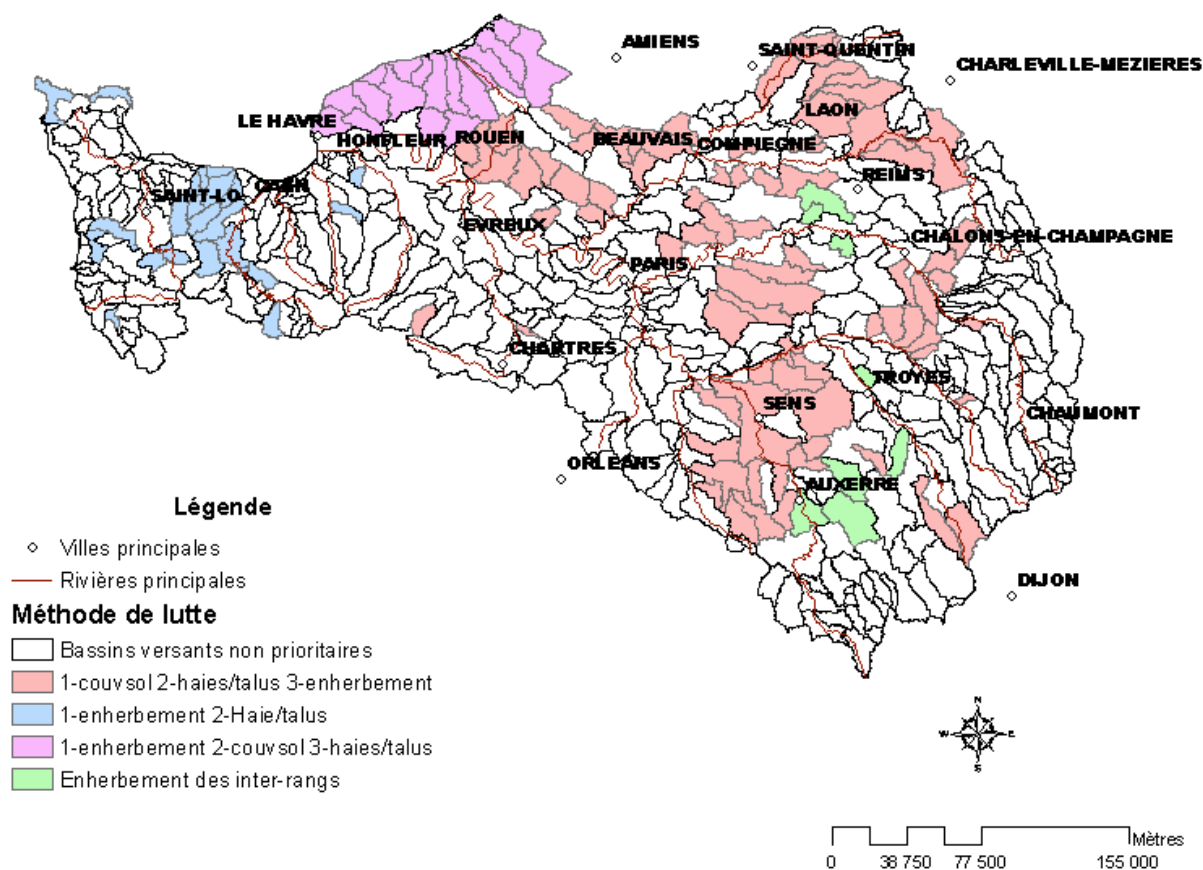 AMIENS
SAINT-QUENTIN
CHARLEVILLE-MEZIERES
LAON
LE HAVRE
HONFLEUR
ROUEN
BEAUVAIS
COMPIEGNE
REIMS
SAINT-LO
CAEN
EVREUX
CHALONS-EN-CHAMPAGNE
PARIS
CHARTRES
TROYES
SENS
CHAUMONT
ORLEANS
AUXERRE
DIJON
Légende
Villes principales
Rivières principales
Méthode de lutte
Bassins versants non prioritaires
1-couvsol 2-haies/talus 3-enherbement
1-enherbement 2-Haie/talus
1-enherbement 2-couvsol 3-haies/talus
Enherbement des inter-rangs
N
W E
S
Mètres
0 38 750 77 500 155 000